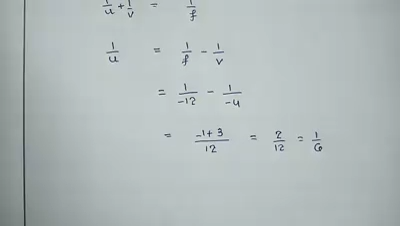 1/u + 1/v = 1/f
1/u = 1/f - 1/v
= 1/-12 - 1/-4
= -1+3/12 = 2/12 = 1/6